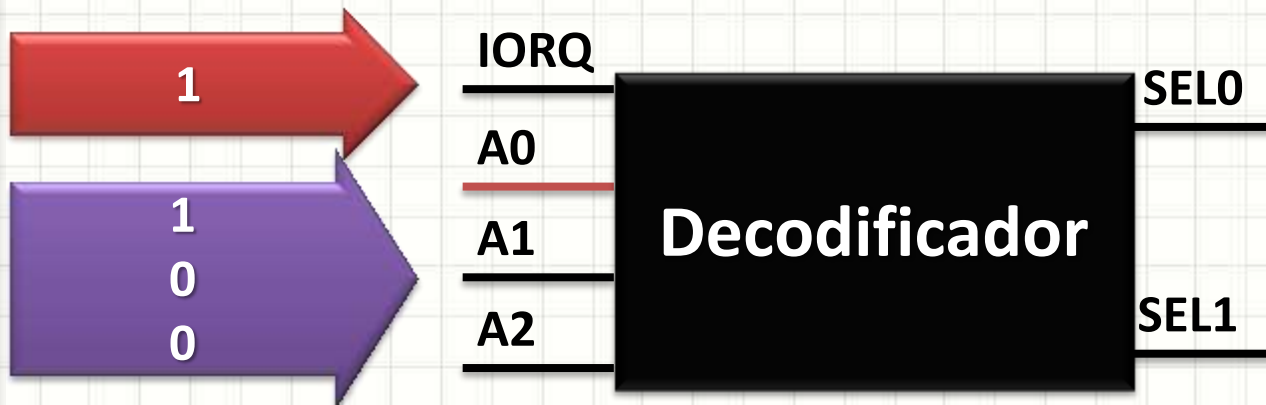 1
1
0
0
IORQ
A0
A1
A2
Decodificador
SEL0
SEL1